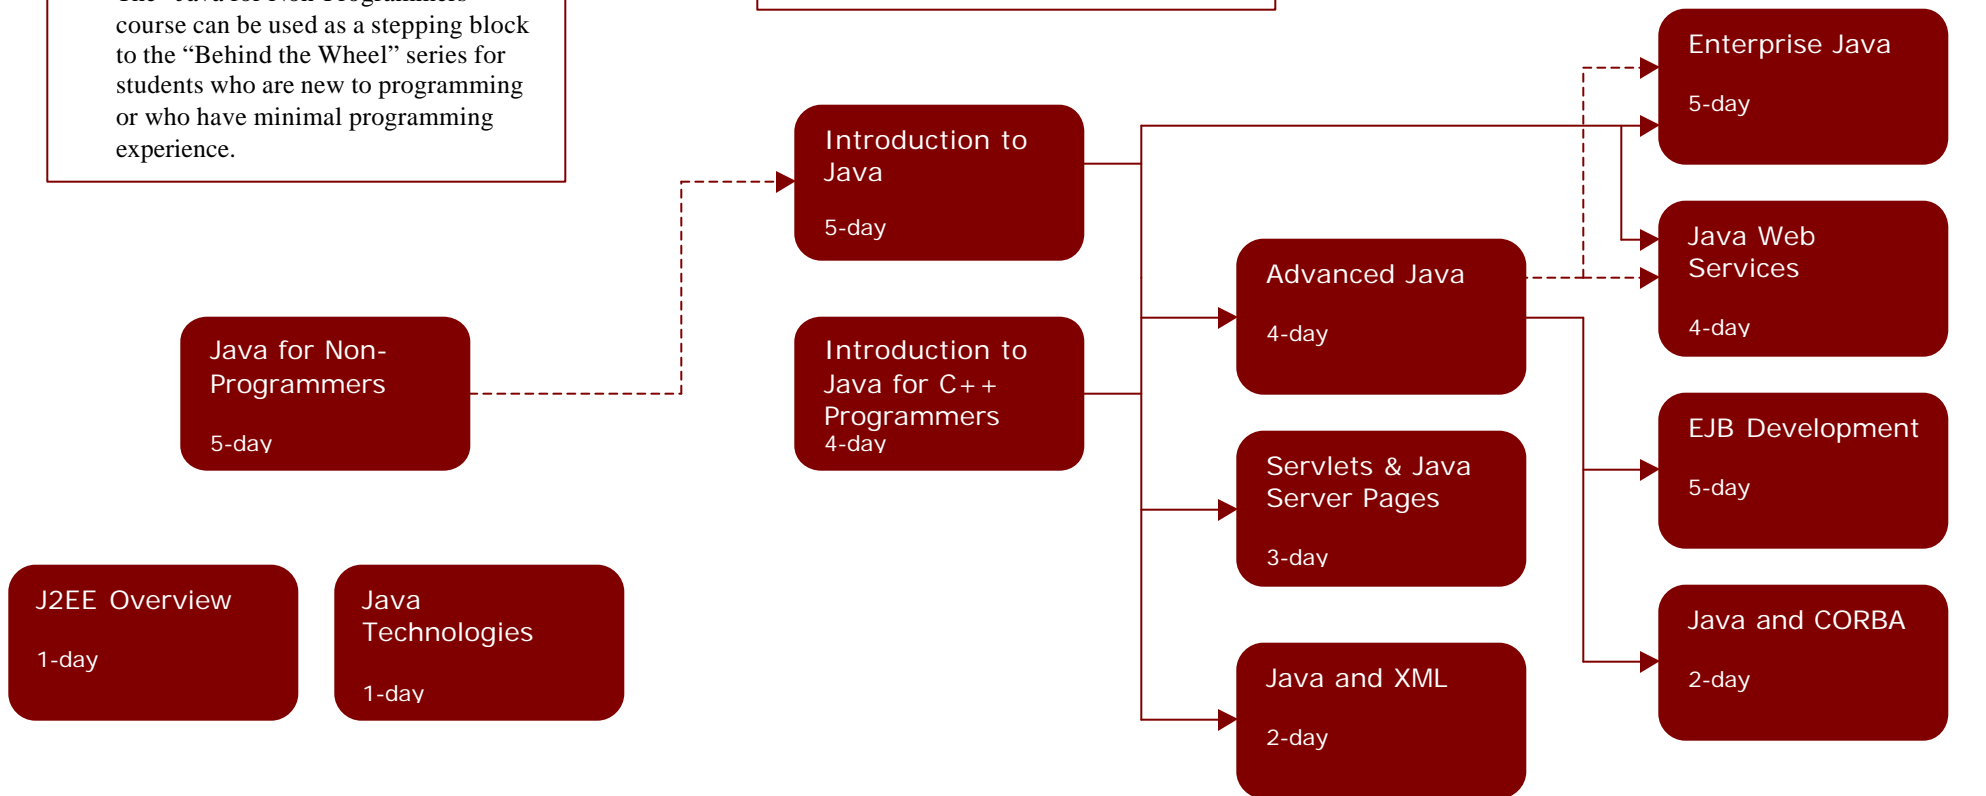 course can be used as a stepping block
to the “Behind the Wheel” series for
students who are new to programming
or who have minimal programming
experience.
Enterprise Java
5-day
Introduction to
Java
5-day
Java Web
Services
4-day
Advanced Java
4-day
Java for Non-
Programmers
5-day
Introduction to
Java for C++
Programmers
4-day
EJB Development
5-day
Servlets & Java
Server Pages
3-day
J2EE Overview
1-day
Java
Technologies
1-day
Java and CORBA
2-day
Java and XML
2-day